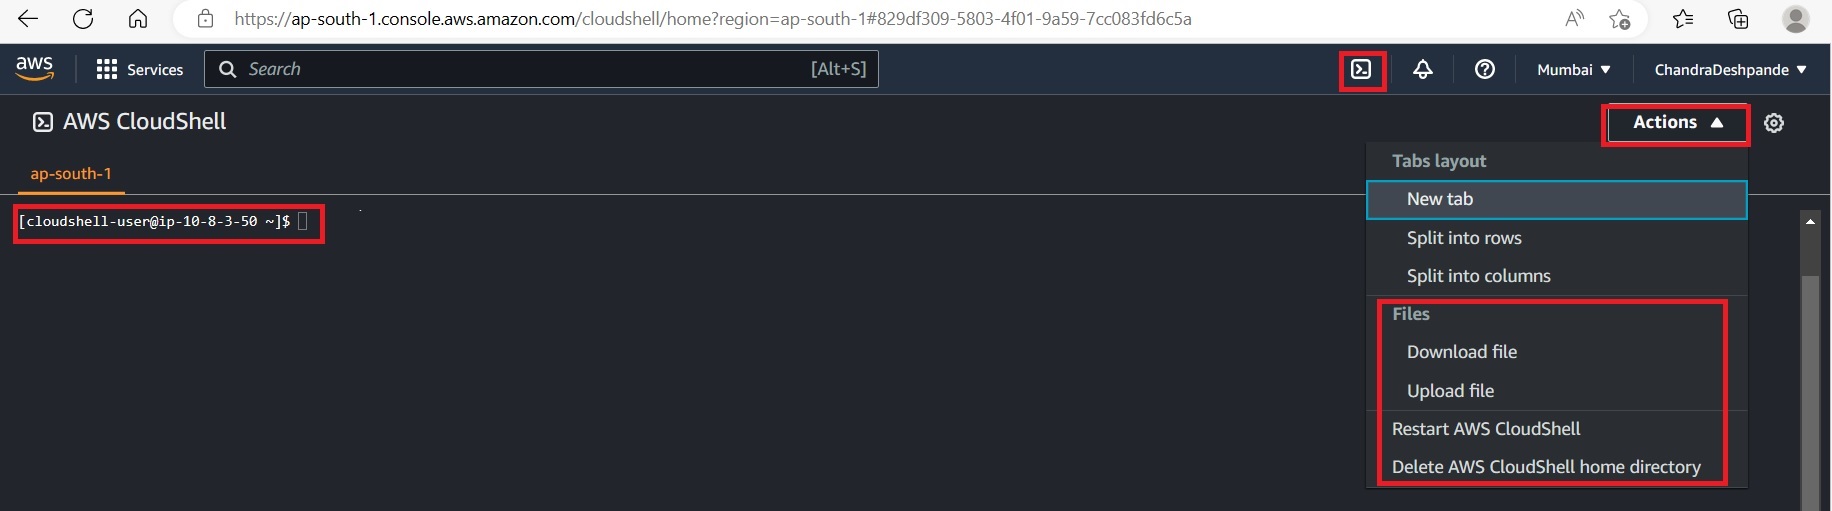 https://ap-south-1.console.aws.amazon.com/cloudshell/home?region=ap-south-1#829df309-5803-4f01-9a59-7cc083fd6c5a
aws Services Search [Alt+S] Mumbai ▼ ChandraDeshpande ▼
AWS CloudShell Actions ▲
Tabs layout
ap-south-1
New tab
[cloudshell-user@ip-10-8-3-50 ~]$
Split into rows
Split into columns
Files
Download file
Upload file
Restart AWS CloudShell
Delete AWS CloudShell home directory